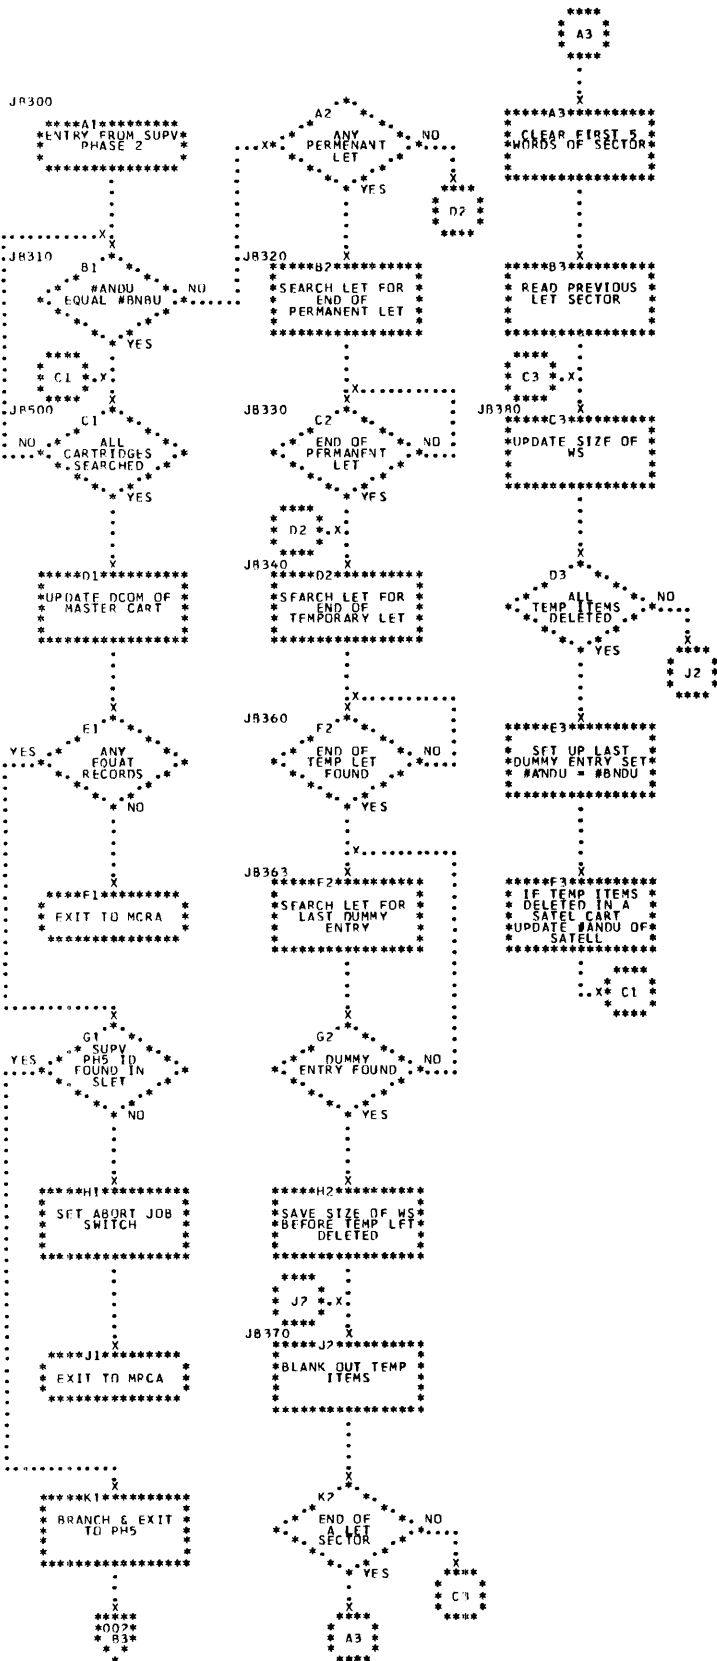 JB300
A1
ENTRY FROM SUPV
PHASE 2
JB310
B1
#ANDU
EQUAL #BNBU
NO
YES
C1
JB500
C1
ALL
CARTRIDGES
SEARCHED
NO
YES
D1
UPDATE DCOM OF
MASTER CART
E1
ANY
EQUAT
RECORDS
YES
NO
F1
EXIT TO MCRA
G1
SUPV
PH5 ID
FOUND IN
SLET
YES
NO
H1
SET ABORT JOB
SWITCH
J1
EXIT TO MRCA
K1
BRANCH & EXIT
TO PH5
002
B3
A2
ANY
PERMENANT
LET
NO
YES
D2
JB320
B2
SEARCH LET FOR
END OF
PERMANENT LET
JB330
C2
END OF
PERMANENT
LET
NO
YES
D2
JB340
D2
SEARCH LET FOR
END OF
TEMPORARY LET
JB360
F2
END OF
TEMP LET
FOUND
NO
YES
JB363
F2
SEARCH LET FOR
LAST DUMMY
ENTRY
G2
DUMMY
ENTRY FOUND
NO
YES
H2
SAVE SIZE OF WS
BEFORE TEMP LET
DELETED
J2
JB370
J2
BLANK OUT TEMP
ITEMS
K2
END OF
A LET
SECTOR
NO
YES
C3
A3
A3
A3
CLEAR FIRST 5
WORDS OF SECTOR
B3
READ PREVIOUS
LET SECTOR
C3
JB380
C3
UPDATE SIZE OF
WS
D3
ALL
TEMP ITEMS
DELETED
NO
YES
J2
E3
SET UP LAST
DUMMY ENTRY SET
#ANDU = #BNDU
F3
IF TEMP ITEMS
DELETED IN A
SATEL CART
UPDATE #ANDU OF
SATELL
C1